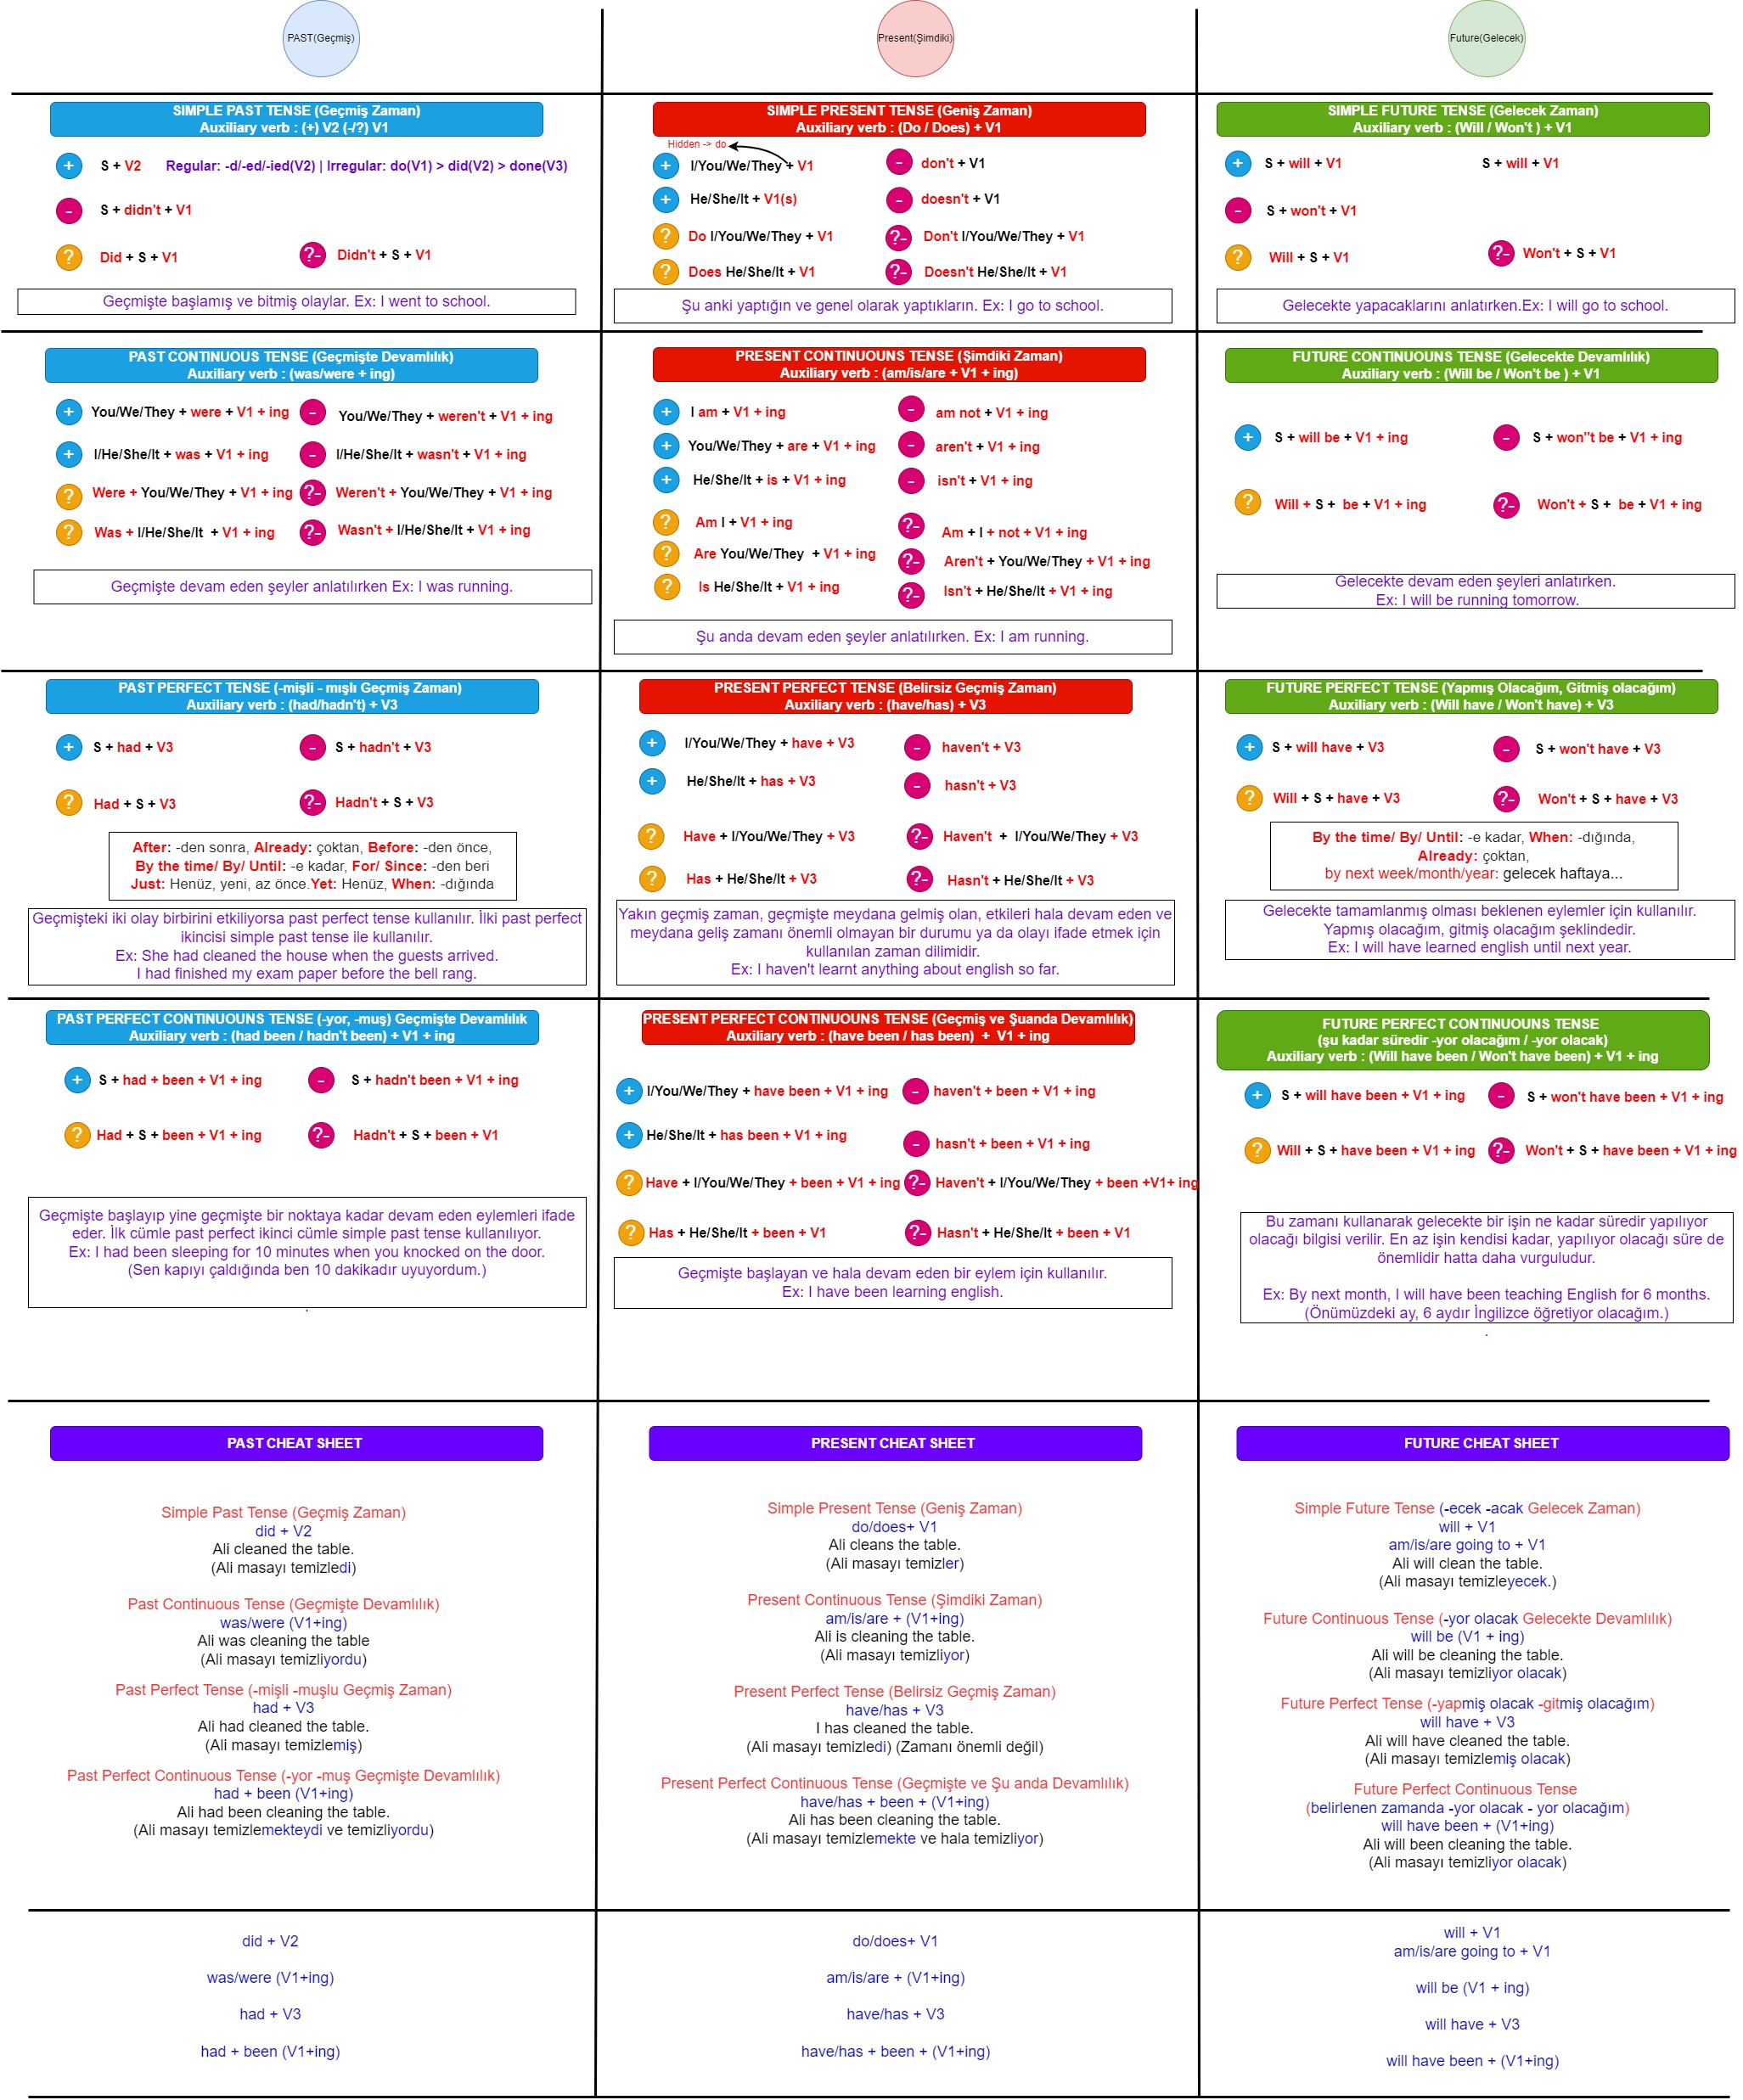 PAST(Geçmiş)
Present(Şimdiki)
Future(Gelecek)
SIMPLE PAST TENSE (Geçmiş Zaman)
Auxiliary verb : (+) V2 (-/?) V1
+ S + V2 Regular: -d/-ed/-ied(V2) | Irregular: do(V1) > did(V2) > done(V3)
- S + didn't + V1
? Did + S + V1 ?- Didn't + S + V1
Geçmişte başlamış ve bitmiş olaylar. Ex: I went to school.
SIMPLE PRESENT TENSE (Geniş Zaman)
Auxiliary verb : (Do / Does) + V1
Hidden -> do
+ I/You/We/They + V1 - don't + V1
+ He/She/It + V1(s) - doesn't + V1
? Do I/You/We/They + V1 ?- Don't I/You/We/They + V1
? Does He/She/It + V1 ?- Doesn't He/She/It + V1
Şu anki yaptığın ve genel olarak yaptıkların. Ex: I go to school.
SIMPLE FUTURE TENSE (Gelecek Zaman)
Auxiliary verb : (Will / Won't ) + V1
+ S + will + V1 S + will + V1
- S + won't + V1
? Will + S + V1 ?- Won't + S + V1
Gelecekte yapacaklarını anlatırken.Ex: I will go to school.
PAST CONTINUOUS TENSE (Geçmişte Devamlılık)
Auxiliary verb : (was/were + ing)
+ You/We/They + were + V1 + ing - You/We/They + weren't + V1 + ing
+ I/He/She/It + was + V1 + ing - I/He/She/It + wasn't + V1 + ing
? Were + You/We/They + V1 + ing ?- Weren't + You/We/They + V1 + ing
? Was + I/He/She/It + V1 + ing ?- Wasn't + I/He/She/It + V1 + ing
Geçmişte devam eden şeyler anlatılırken Ex: I was running.
PRESENT CONTINUOUNS TENSE (Şimdiki Zaman)
Auxiliary verb : (am/is/are + V1 + ing)
+ I am + V1 + ing - am not + V1 + ing
+ You/We/They + are + V1 + ing - aren't + V1 + ing
+ He/She/It + is + V1 + ing - isn't + V1 + ing
? Am I + V1 + ing ?- Am + I + not + V1 + ing
? Are You/We/They + V1 + ing ?- Aren't + You/We/They + V1 + ing
? Is He/She/It + V1 + ing ?- Isn't + He/She/It + V1 + ing
Şu anda devam eden şeyler anlatılırken. Ex: I am running.
FUTURE CONTINUOUNS TENSE (Gelecekte Devamlılık)
Auxiliary verb : (Will be / Won't be ) + V1
+ S + will be + V1 + ing - S + won''t be + V1 + ing
? Will + S + be + V1 + ing ?- Won't + S + be + V1 + ing
Gelecekte devam eden şeyleri anlatırken.
Ex: I will be running tomorrow.
PAST PERFECT TENSE (-mişli - mışlı Geçmiş Zaman)
Auxiliary verb : (had/hadn't) + V3
+ S + had + V3 - S + hadn't + V3
? Had + S + V3 ?- Hadn't + S + V3
After: -den sonra, Already: çoktan, Before: -den önce,
By the time/ By/ Until: -e kadar, For/ Since: -den beri
Just: Henüz, yeni, az önce.Yet: Henüz, When: -dığında
Geçmişteki iki olay birbirini etkiliyorsa past perfect tense kullanılır. İlki past perfect
ikincisi simple past tense ile kullanılır.
Ex: She had cleaned the house when the guests arrived.
I had finished my exam paper before the bell rang.
PRESENT PERFECT TENSE (Belirsiz Geçmiş Zaman)
Auxiliary verb : (have/has) + V3
+ I/You/We/They + have + V3 - haven't + V3
+ He/She/It + has + V3 - hasn't + V3
? Have + I/You/We/They + V3 ?- Haven't + I/You/We/They + V3
? Has + He/She/It + V3 ?- Hasn't + He/She/It + V3
Yakın geçmiş zaman, geçmişte meydana gelmiş olan, etkileri hala devam eden ve
meydana geliş zamanı önemli olmayan bir durumu ya da olayı ifade etmek için
kullanılan zaman dilimidir.
Ex: I haven't learnt anything about english so far.
FUTURE PERFECT TENSE (Yapmış Olacağım, Gitmiş olacağım)
Auxiliary verb : (Will have / Won't have) + V3
+ S + will have + V3 - S + won't have + V3
? Will + S + have + V3 ?- Won't + S + have + V3
By the time/ By/ Until: -e kadar, When: -dığında,
Already: çoktan,
by next week/month/year: gelecek haftaya...
Gelecekte tamamlanmış olması beklenen eylemler için kullanılır.
Yapmış olacağım, gitmiş olacağım şeklindedir.
Ex: I will have learned english until next year.
PAST PERFECT CONTINUOUNS TENSE (-yor, -muş) Geçmişte Devamlılık
Auxiliary verb : (had been / hadn't been) + V1 + ing
+ S + had + been + V1 + ing - S + hadn't been + V1 + ing
? Had + S + been + V1 + ing ?- Hadn't + S + been + V1
Geçmişte başlayıp yine geçmişte bir noktaya kadar devam eden eylemleri ifade
eder. İlk cümle past perfect ikinci cümle simple past tense kullanılıyor.
Ex: I had been sleeping for 10 minutes when you knocked on the door.
(Sen kapıyı çaldığında ben 10 dakikadır uyuyordum.)
.
PRESENT PERFECT CONTINUOUNS TENSE (Geçmiş ve Şuanda Devamlılık)
Auxiliary verb : (have been / has been) + V1 + ing
+ I/You/We/They + have been + V1 + ing - haven't + been + V1 + ing
+ He/She/It + has been + V1 + ing - hasn't + been + V1 + ing
? Have + I/You/We/They + been + V1 + ing ?- Haven't + I/You/We/They + been +V1+ ing
? Has + He/She/It + been + V1 ?- Hasn't + He/She/It + been + V1
Geçmişte başlayan ve hala devam eden bir eylem için kullanılır.
Ex: I have been learning english.
FUTURE PERFECT CONTINUOUNS TENSE
(şu kadar süredir -yor olacağım / -yor olacak)
Auxiliary verb : (Will have been / Won't have been) + V1 + ing
+ S + will have been + V1 + ing - S + won't have been + V1 + ing
? Will + S + have been + V1 + ing ?- Won't + S + have been + V1 + ing
Bu zamanı kullanarak gelecekte bir işin ne kadar süredir yapılıyor
olacağı bilgisi verilir. En az işin kendisi kadar, yapılıyor olacağı süre de
önemlidir hatta daha vurguludur.
Ex: By next month, I will have been teaching English for 6 months.
(Önümüzdeki ay, 6 aydır İngilizce öğretiyor olacağım.)
.
PAST CHEAT SHEET
Simple Past Tense (Geçmiş Zaman)
did + V2
Ali cleaned the table.
(Ali masayı temizledi)
Past Continuous Tense (Geçmişte Devamlılık)
was/were (V1+ing)
Ali was cleaning the table
(Ali masayı temizliyordu)
Past Perfect Tense (-mişli -muşlu Geçmiş Zaman)
had + V3
Ali had cleaned the table.
(Ali masayı temizlemiş)
Past Perfect Continuous Tense (-yor -muş Geçmişte Devamlılık)
had + been (V1+ing)
Ali had been cleaning the table.
(Ali masayı temizlemekteydi ve temizliyordu)
PRESENT CHEAT SHEET
Simple Present Tense (Geniş Zaman)
do/does+ V1
Ali cleans the table.
(Ali masayı temizler)
Present Continuous Tense (Şimdiki Zaman)
am/is/are + (V1+ing)
Ali is cleaning the table.
(Ali masayı temizliyor)
Present Perfect Tense (Belirsiz Geçmiş Zaman)
have/has + V3
I has cleaned the table.
(Ali masayı temizledi) (Zamanı önemli değil)
Present Perfect Continuous Tense (Geçmişte ve Şu anda Devamlılık)
have/has + been + (V1+ing)
Ali has been cleaning the table.
(Ali masayı temizlemekte ve hala temizliyor)
FUTURE CHEAT SHEET
Simple Future Tense (-ecek -acak Gelecek Zaman)
will + V1
am/is/are going to + V1
Ali will clean the table.
(Ali masayı temizleyecek.)
Future Continuous Tense (-yor olacak Gelecekte Devamlılık)
will be (V1 + ing)
Ali will be cleaning the table.
(Ali masayı temizliyor olacak)
Future Perfect Tense (-yapmiş olacak -gitmiş olacağım)
will have + V3
Ali will have cleaned the table.
(Ali masayı temizlemiş olacak)
Future Perfect Continuous Tense
(belirlenen zamanda -yor olacak - yor olacağım)
will have been + (V1+ing)
Ali will been cleaning the table.
(Ali masayı temizliyor olacak)
did + V2
was/were (V1+ing)
had + V3
had + been (V1+ing)
do/does+ V1
am/is/are + (V1+ing)
have/has + V3
have/has + been + (V1+ing)
will + V1
am/is/are going to + V1
will be (V1 + ing)
will have + V3
will have been + (V1+ing)